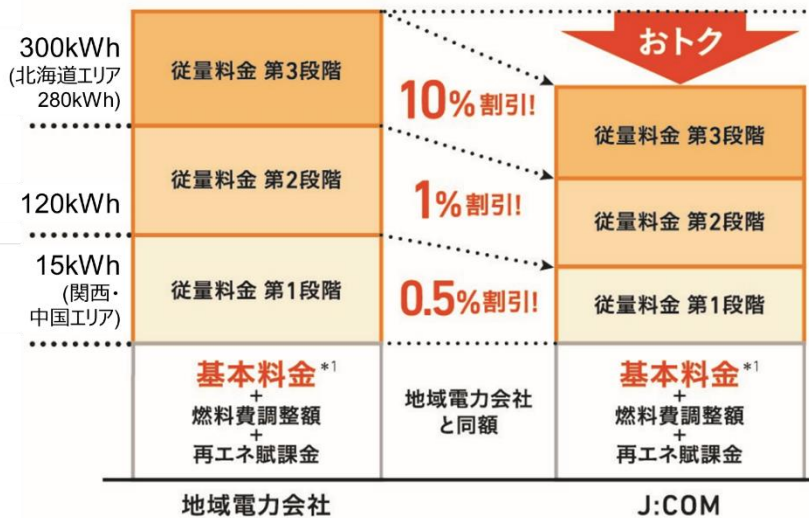 300kWh
(北海道エリア
280kWh)
120kWh
15kWh
(関西・
中国エリア)
従量料金 第3段階
従量料金 第2段階
従量料金 第1段階
基本料金*1
+
燃料費調整額
+
再エネ賦課金
地域電力会社
10%割引!
1%割引!
0.5%割引!
地域電力会社
と同額
おトク
従量料金 第3段階
従量料金 第2段階
従量料金 第1段階
基本料金*1
+
燃料費調整額
+
再エネ賦課金
J:COM